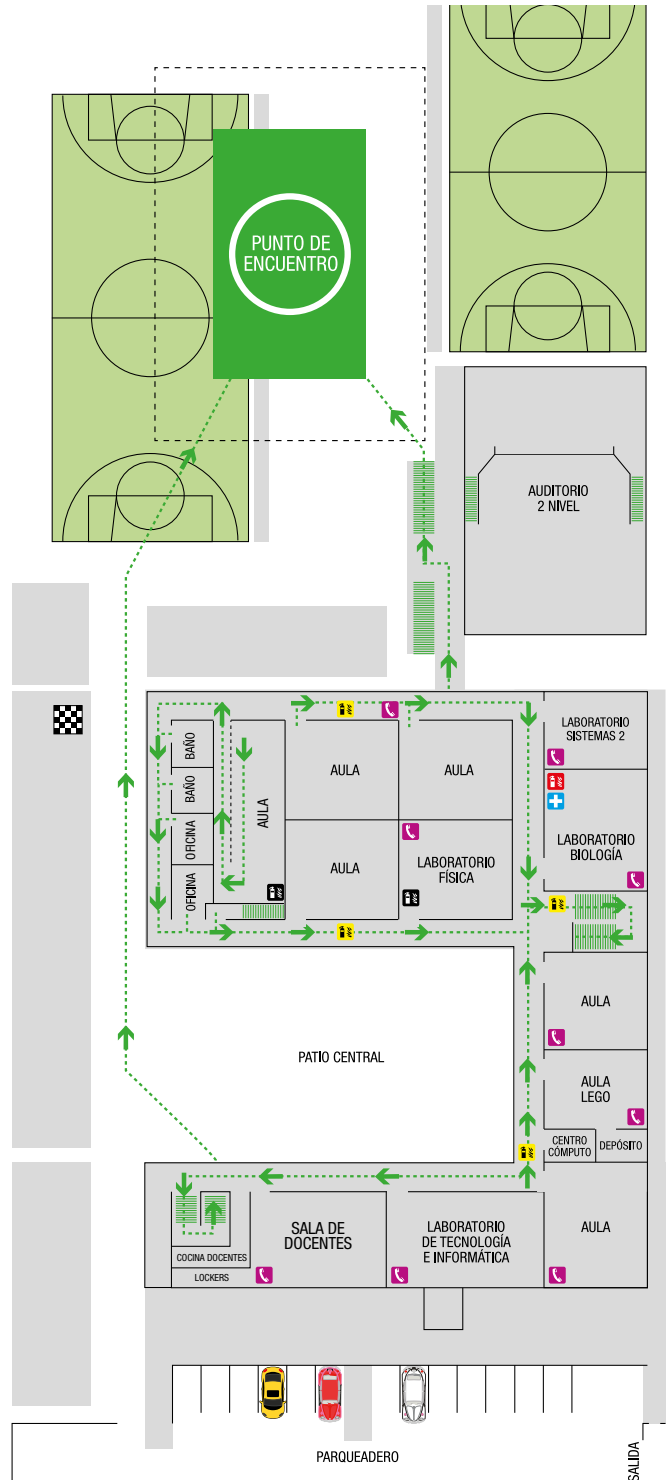 PUNTO DE
ENCUENTRO
AUDITORIO
2 NIVEL
LABORATORIO
SISTEMAS 2
BAÑO
BAÑO
OFICINA
OFICINA
AULA
AULA
AULA
AULA
LABORATORIO
FÍSICA
LABORATORIO
BIOLOGÍA
AULA
PATIO CENTRAL
AULA
LEGO
CENTRO
CÓMPUTO
DEPÓSITO
SALA DE
DOCENTES
LABORATORIO
DE TECNOLOGÍA
E INFORMÁTICA
AULA
COCINA DOCENTES
LOCKERS
PARQUEADERO
SALIDA